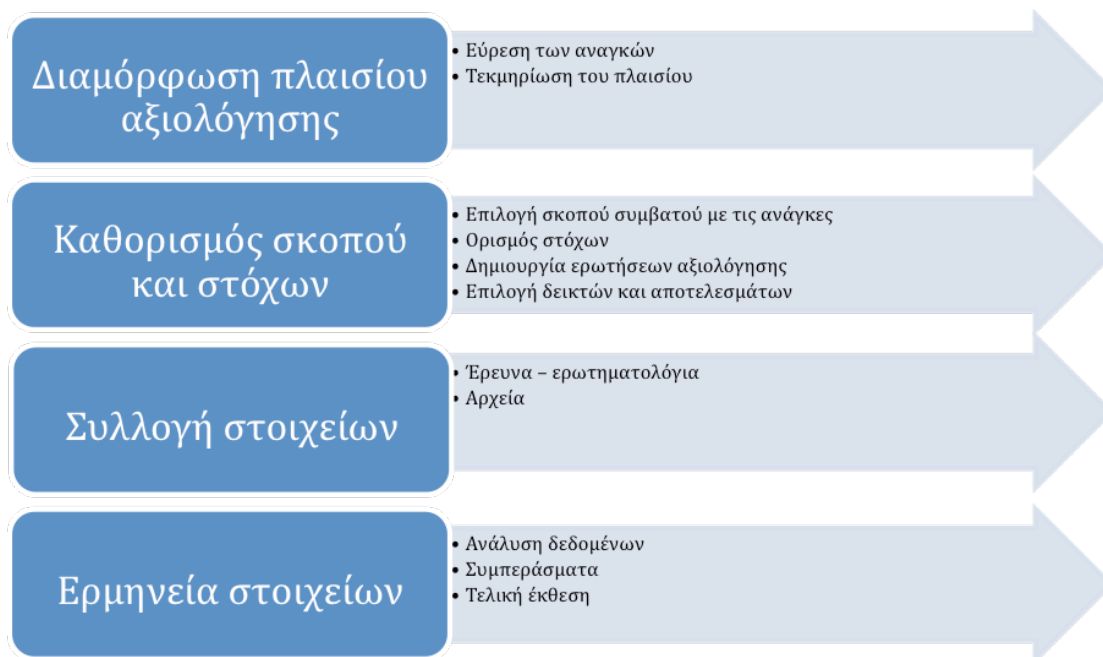 Διαμόρφωση πλαισίου
αξιολόγησης
• Εύρεση των αναγκών
• Τεκμηρίωση του πλαισίου
Καθορισμός σκοπού
και στόχων
• Επιλογή σκοπού συμβατού με τις ανάγκες
• Ορισμός στόχων
• Δημιουργία ερωτήσεων αξιολόγησης
• Επιλογή δεικτών και αποτελεσμάτων
Συλλογή στοιχείων
• Έρευνα – ερωτηματολόγια
• Αρχεία
Ερμηνεία στοιχείων
• Ανάλυση δεδομένων
• Συμπεράσματα
• Τελική έκθεση